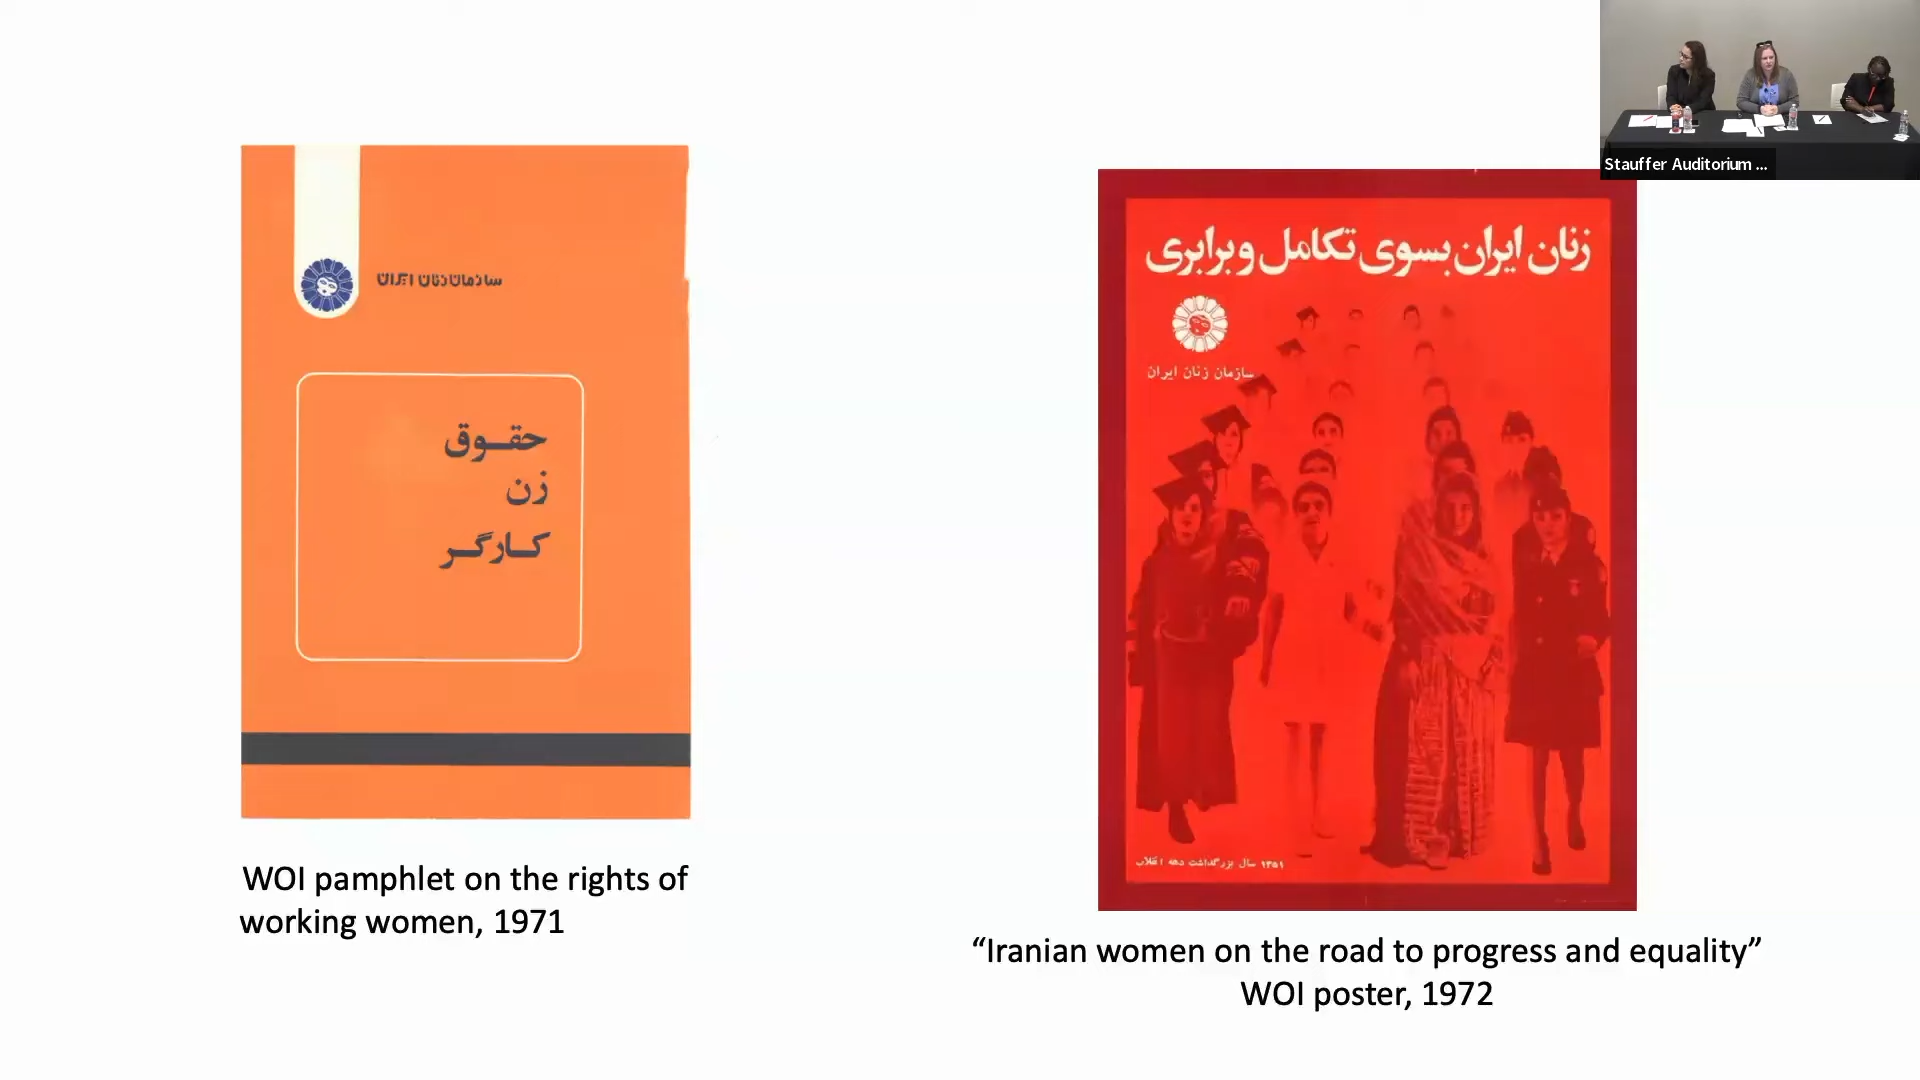 سازمان زنان ایران
حقوق
زن
کارگر
WOI pamphlet on the rights of
working women, 1971
زنان ایران بسوی تکامل و برابری
سازمان زنان ایران
۱۳۵۱ سال بزرگداشت دهه انقلاب
“Iranian women on the road to progress and equality”
WOI poster, 1972
Stauffer Auditorium ...